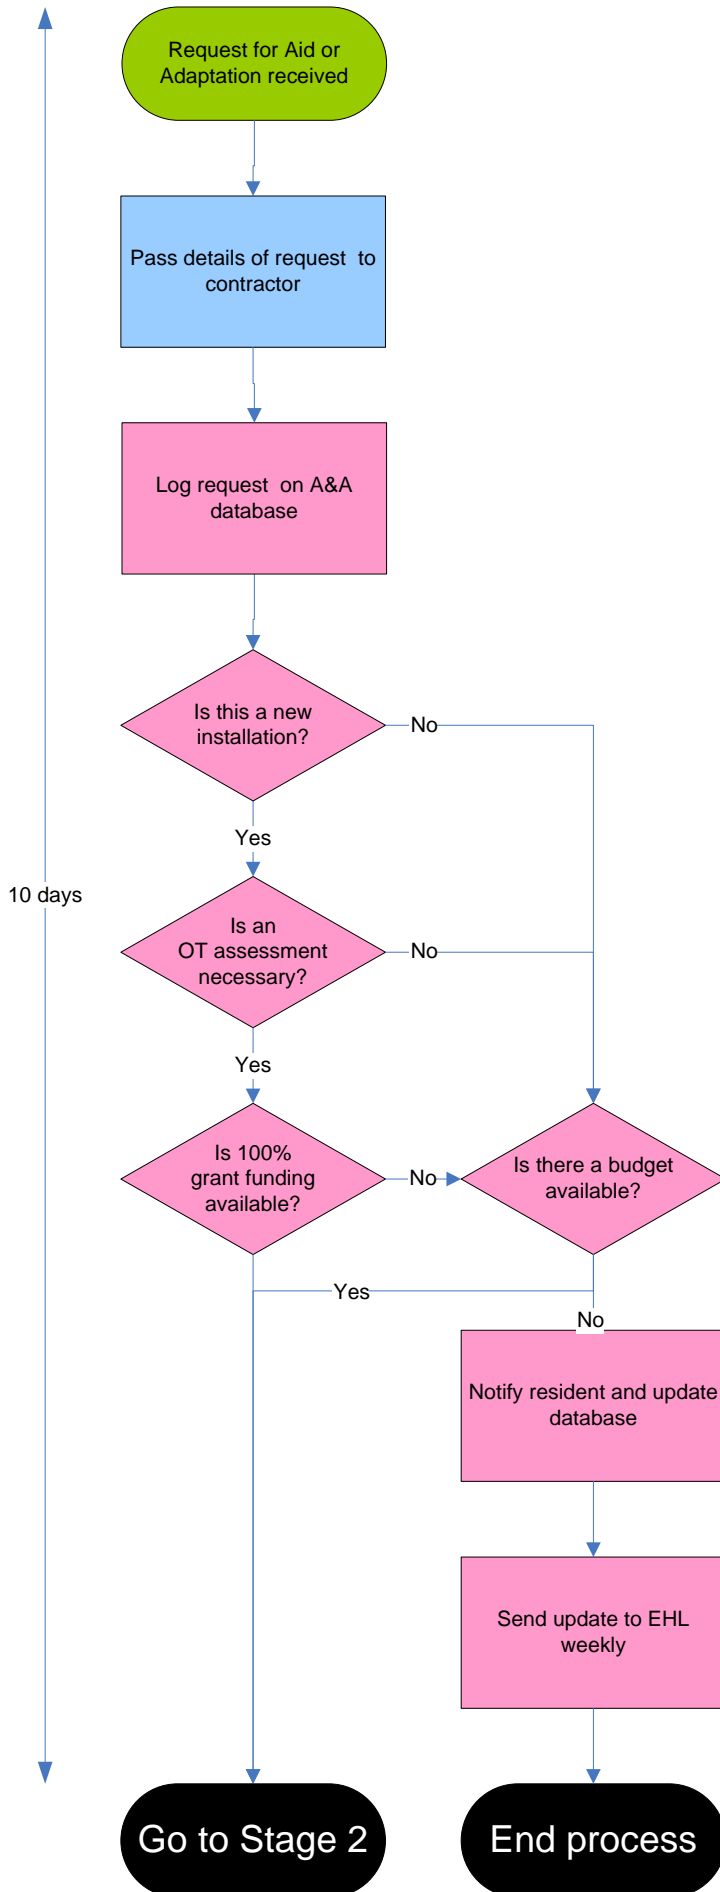 Request for Aid or
Adaptation received
Pass details of request  to
contractor
Log request  on A&A
database
Is this a new
installation?
No
Yes
10 days
Is an
OT assessment
necessary?
No
Yes
Is 100%
grant funding
available?
No
Is there a budget
available?
Yes
No
Notify resident and update
database
Send update to EHL
weekly
Go to Stage 2
End process